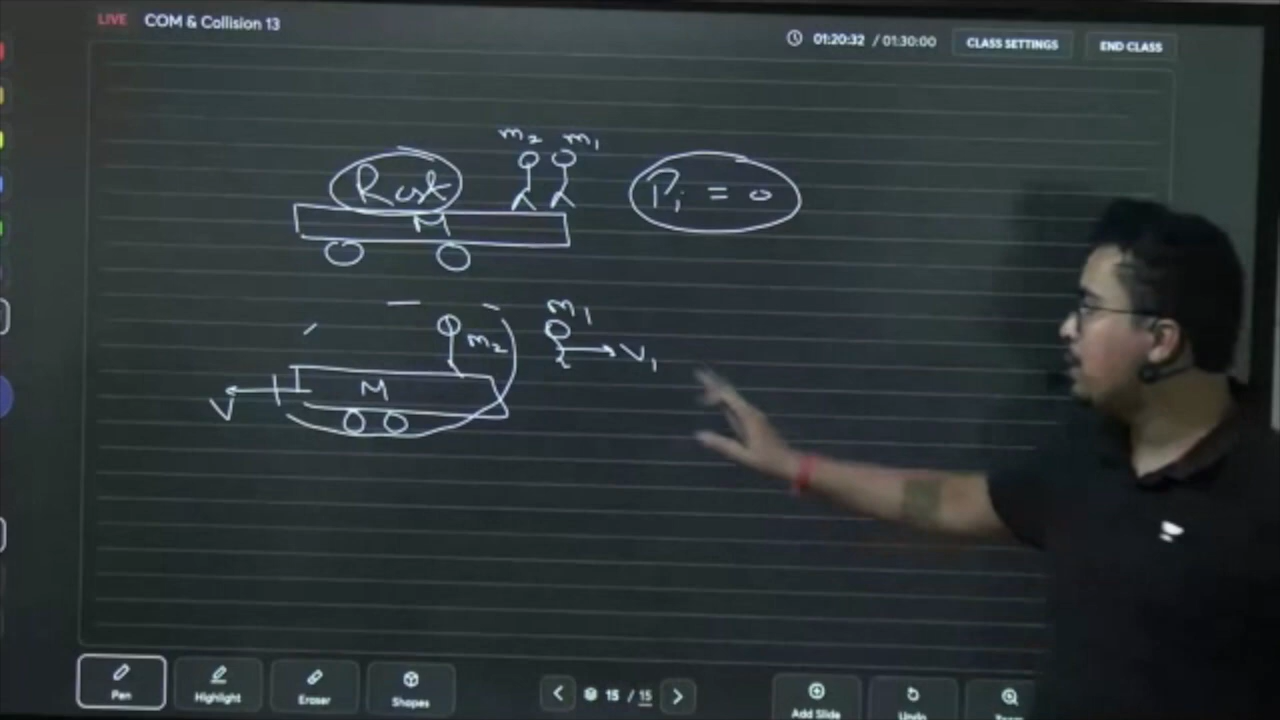 LIVE COM & Collision 13
01:20:32 / 01:30:00 CLASS SETTINGS END CLASS
m₂ m₁
Rest
Pᵢ = 0
M
m₁
m₂
V₁
M
V
Pen Highlight Eraser Shapes 15 / 15 Add Slide Undo